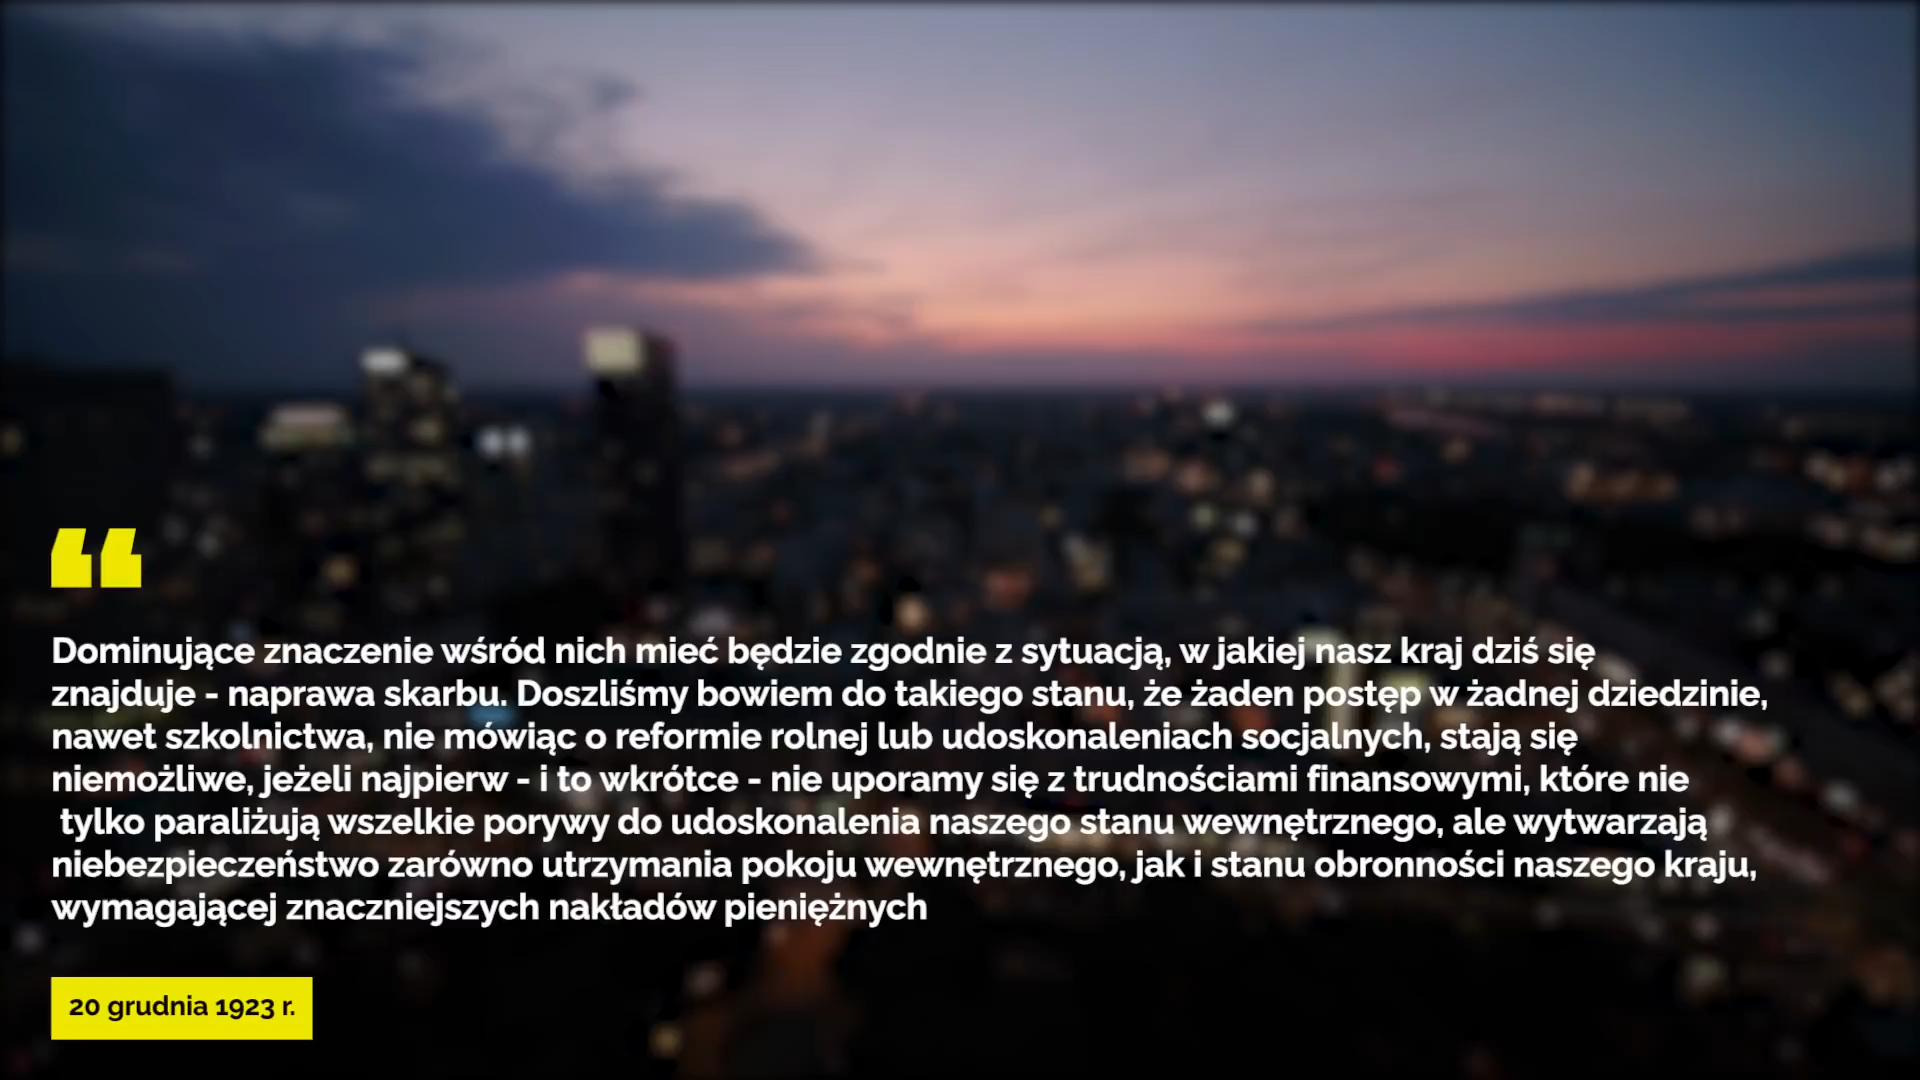 Dominujące znaczenie wśród nich mieć będzie zgodnie z sytuacją, w jakiej nasz kraj dziś się
znajduje - naprawa skarbu. Doszliśmy bowiem do takiego stanu, że żaden postęp w żadnej dziedzinie,
nawet szkolnictwa, nie mówiąc o reformie rolnej lub udoskonaleniach socjalnych, stają się
niemożliwe, jeżeli najpierw - i to wkrótce - nie uporamy się z trudnościami finansowymi, które nie
tylko paraliżują wszelkie porywy do udoskonalenia naszego stanu wewnętrznego, ale wytwarzają
niebezpieczeństwo zarówno utrzymania pokoju wewnętrznego, jak i stanu obronności naszego kraju,
wymagającej znaczniejszych nakładów pieniężnych
20 grudnia 1923 r.